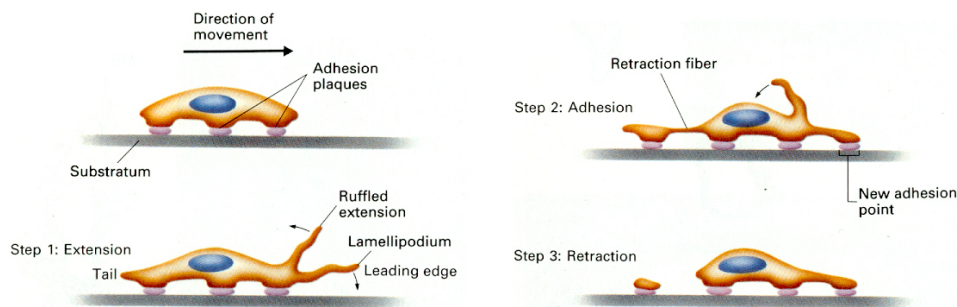 Direction of
movement
Adhesion
plaques
Substratum
Step 1: Extension
Ruffled
extension
Lamellipodium
Leading edge
Tail
Retraction fiber
Step 2: Adhesion
New adhesion
point
Step 3: Retraction